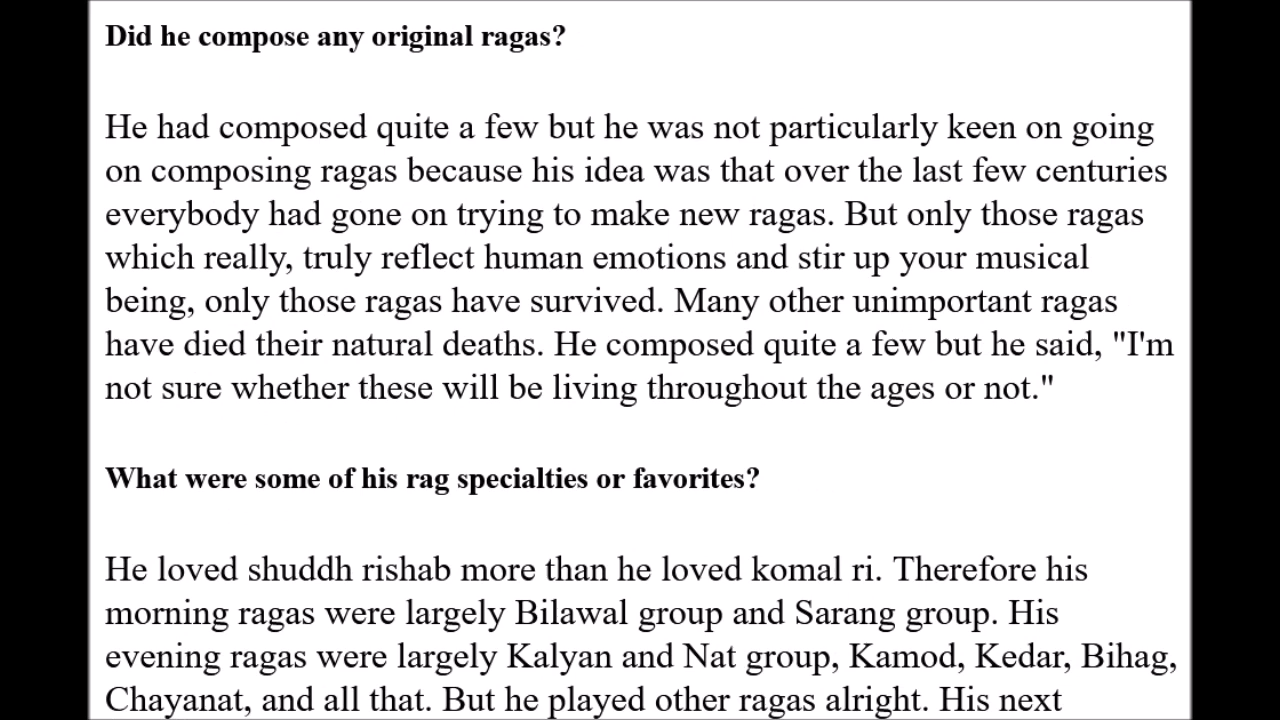 Did he compose any original ragas?
He had composed quite a few but he was not particularly keen on going
on composing ragas because his idea was that over the last few centuries
everybody had gone on trying to make new ragas. But only those ragas
which really, truly reflect human emotions and stir up your musical
being, only those ragas have survived. Many other unimportant ragas
have died their natural deaths. He composed quite a few but he said, "I'm
not sure whether these will be living throughout the ages or not."
What were some of his rag specialties or favorites?
He loved shuddh rishab more than he loved komal ri. Therefore his
morning ragas were largely Bilawal group and Sarang group. His
evening ragas were largely Kalyan and Nat group, Kamod, Kedar, Bihag,
Chayanat, and all that. But he played other ragas alright. His next